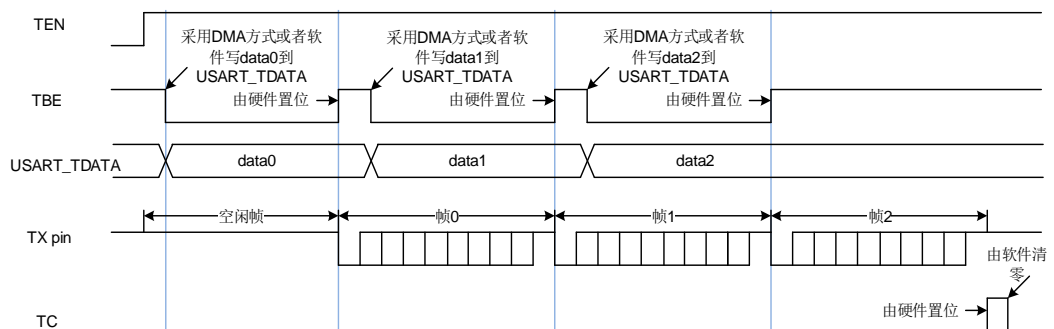 TEN
采用DMA方式或者软
件写data0到
USART_TDATA
采用DMA方式或者软
件写data1到
USART_TDATA
采用DMA方式或者软
件写data2到
USART_TDATA
TBE
由硬件置位
由硬件置位
由硬件置位
USART_TDATA
data0
data1
data2
空闲帧
帧0
帧1
帧2
TX pin
由软件清
零
由硬件置位
TC